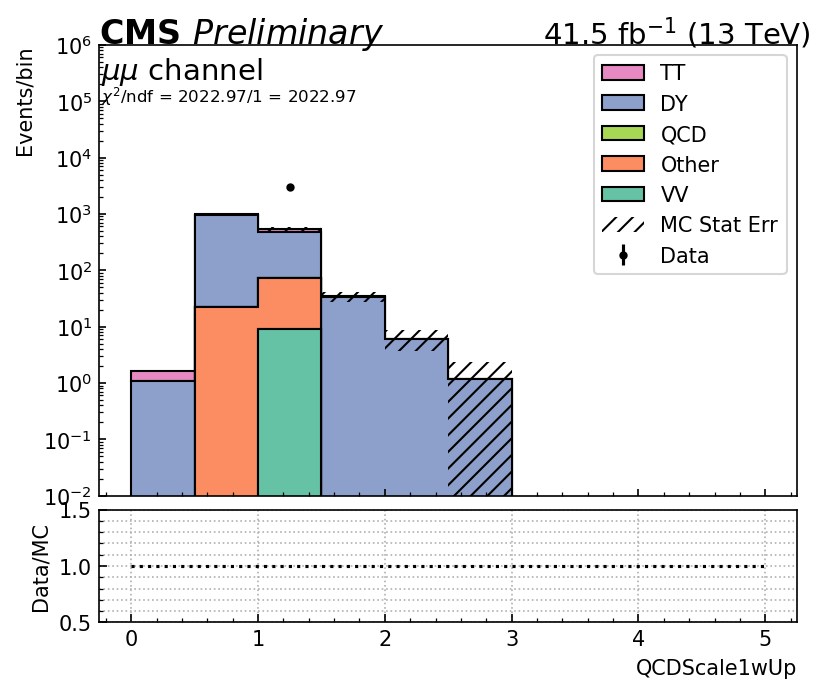 CMS Preliminary 41.5 fb⁻¹ (13 TeV)
μμ channel
χ²/ndf = 2022.97/1 = 2022.97
Events/bin
10⁶
10⁵
10⁴
10³
10²
10¹
10⁰
10⁻¹
10⁻²
TT
DY
QCD
Other
VV
MC Stat Err
Data
Data/MC
1.5
1.0
0.5
0 1 2 3 4 5
QCDScale1wUp